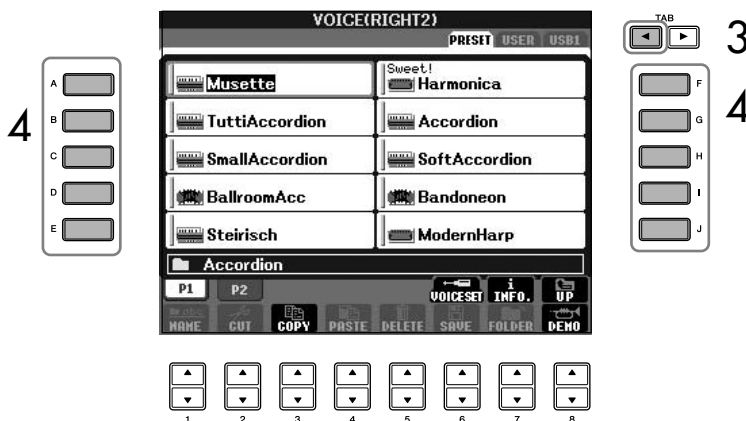 VOICE(RIGHT2)
PRESET USER USB1
TAB
3
Musette
Sweet!
Harmonica
TuttiAccordion
Accordion
SmallAccordion
SoftAccordion
BallroomAcc
Bandoneon
Steirisch
ModernHarp
Accordion
P1 P2 VOICESET i INFO. UP
NAME CUT COPY PASTE DELETE SAVE FOLDER DEMO
4
A
B
C
D
E
F
G
H
I
J
4
1 2 3 4 5 6 7 8